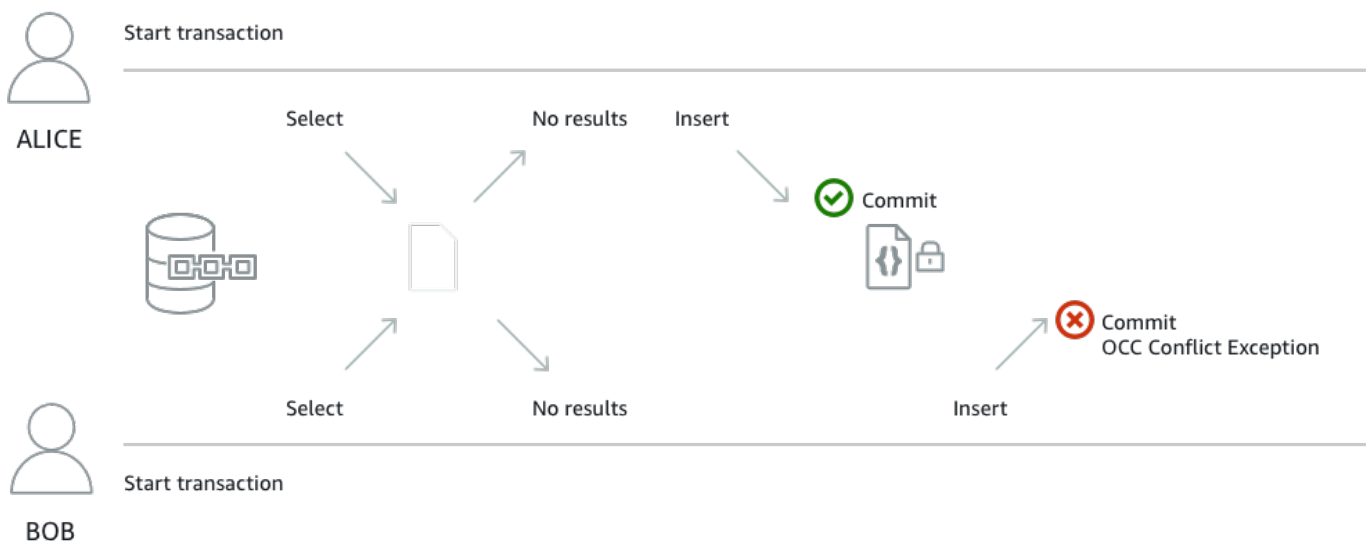 Start transaction
ALICE
Select
No results
Insert
Commit
{}
Commit
OCC Conflict Exception
Select
No results
Insert
Start transaction
BOB